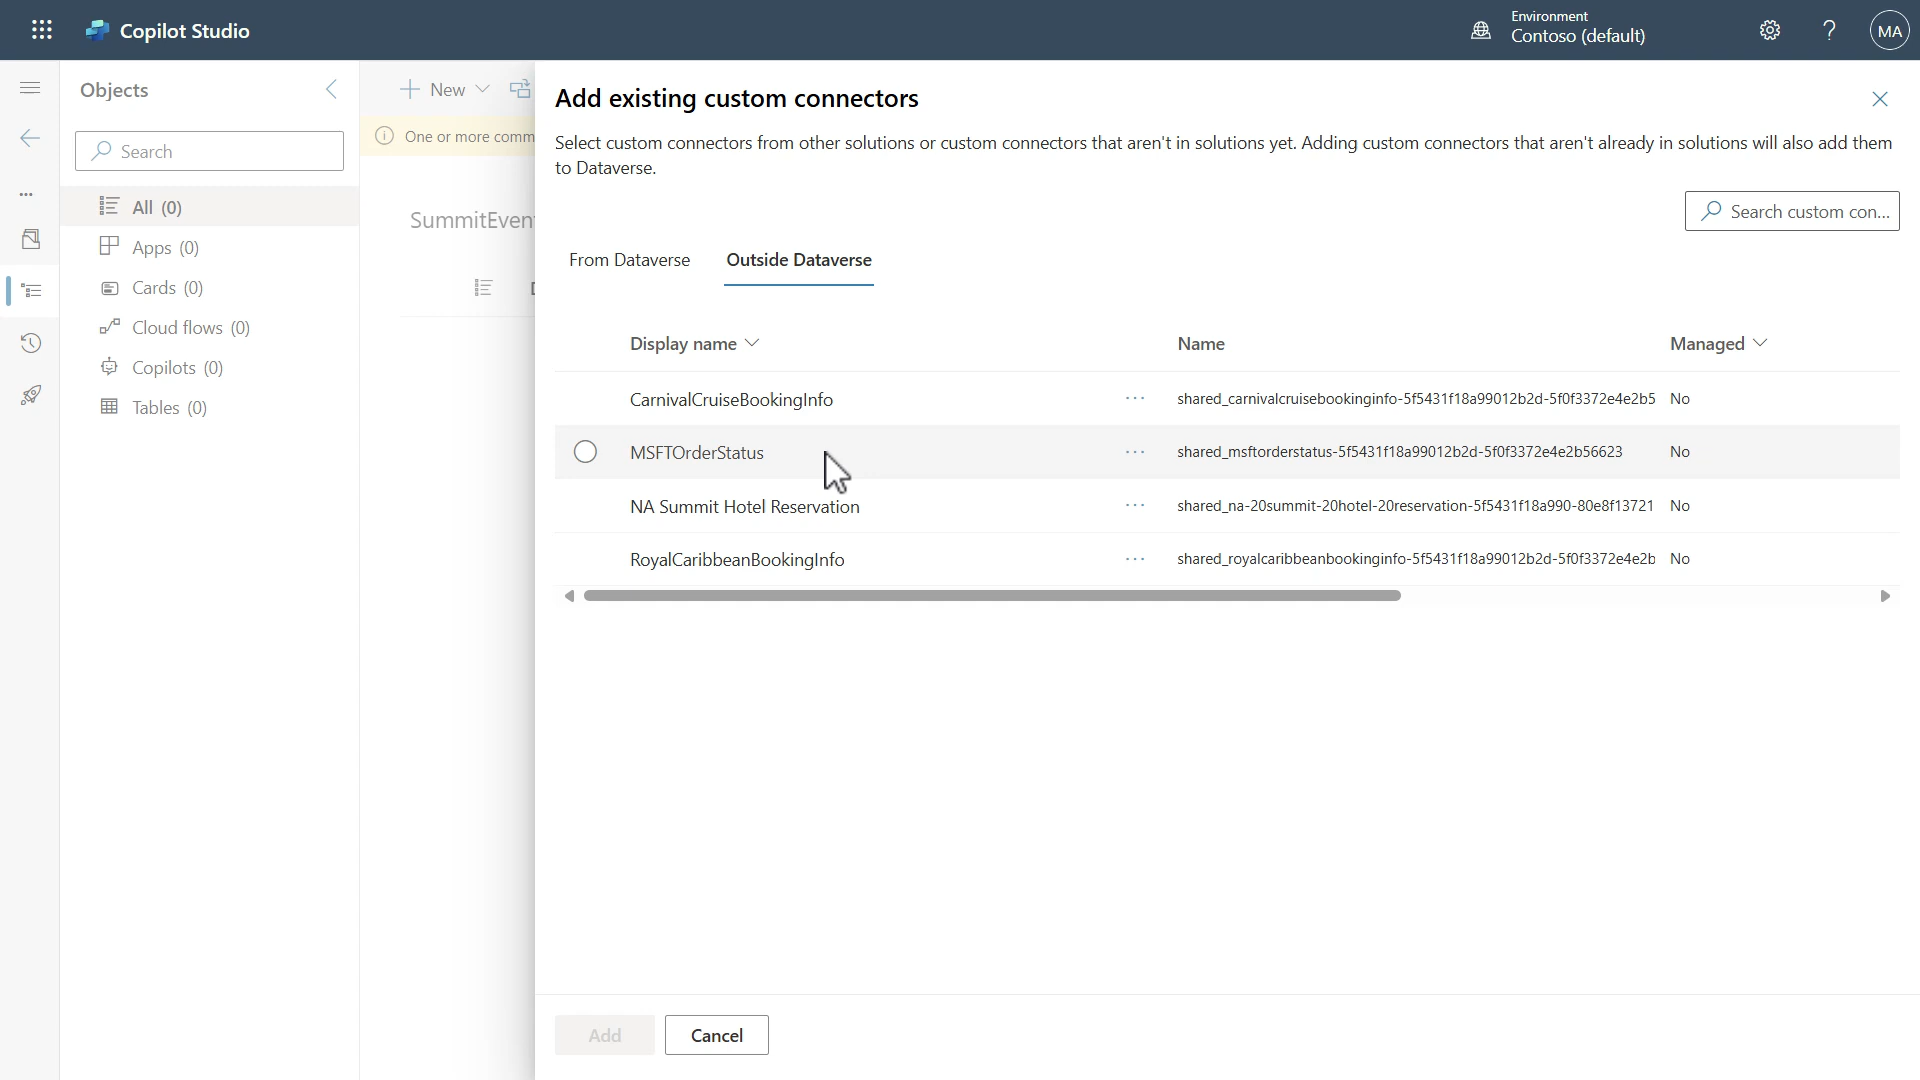 Copilot Studio
Environment
Contoso (default)
?
MA
Objects
Search
All (0)
Apps (0)
Cards (0)
Cloud flows (0)
Copilots (0)
Tables (0)
New
One or more comm
SummitEven
Add existing custom connectors
Select custom connectors from other solutions or custom connectors that aren't in solutions yet. Adding custom connectors that aren't already in solutions will also add them
to Dataverse.
Search custom con...
From Dataverse
Outside Dataverse
Display name
Name
Managed
CarnivalCruiseBookingInfo
shared_carnivalcruisebookinginfo-5f5431f18a99012b2d-5f0f3372e4e2b5
No
MSFTOrderStatus
shared_msftorderstatus-5f5431f18a99012b2d-5f0f3372e4e2b56623
No
NA Summit Hotel Reservation
shared_na-20summit-20hotel-20reservation-5f5431f18a990-80e8f13721
No
RoyalCaribbeanBookingInfo
shared_royalcaribbeanbookinginfo-5f5431f18a99012b2d-5f0f3372e4e2b
No
Add
Cancel